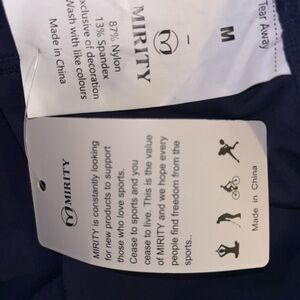 MIRITY
87% Nylon
13% Spandex
Exclusive of decoration
Wash with like colours
Made in China
M
Tear Away
MIRITY
MIRITY is constantly looking
for new products to support
those who love sports.
Cease to sports and you
cease to live. This is the value
of MIRITY and we hope every
people find freedom from the
sports..
Made in China